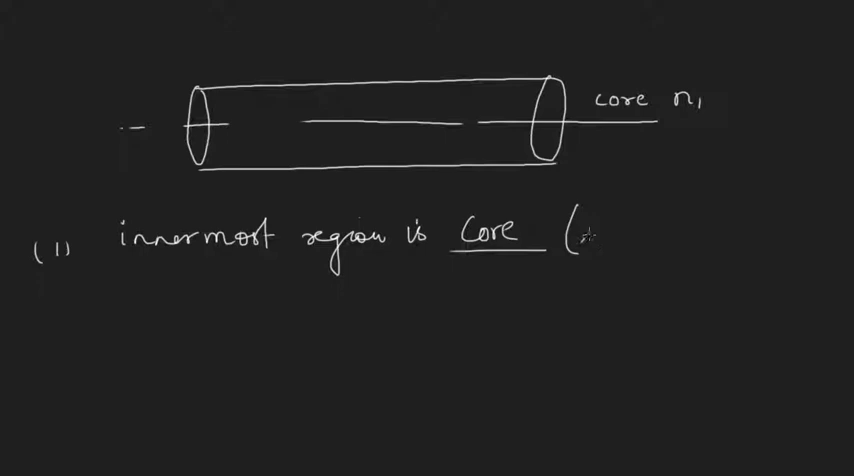 core n₁
(1) innermost region is core (